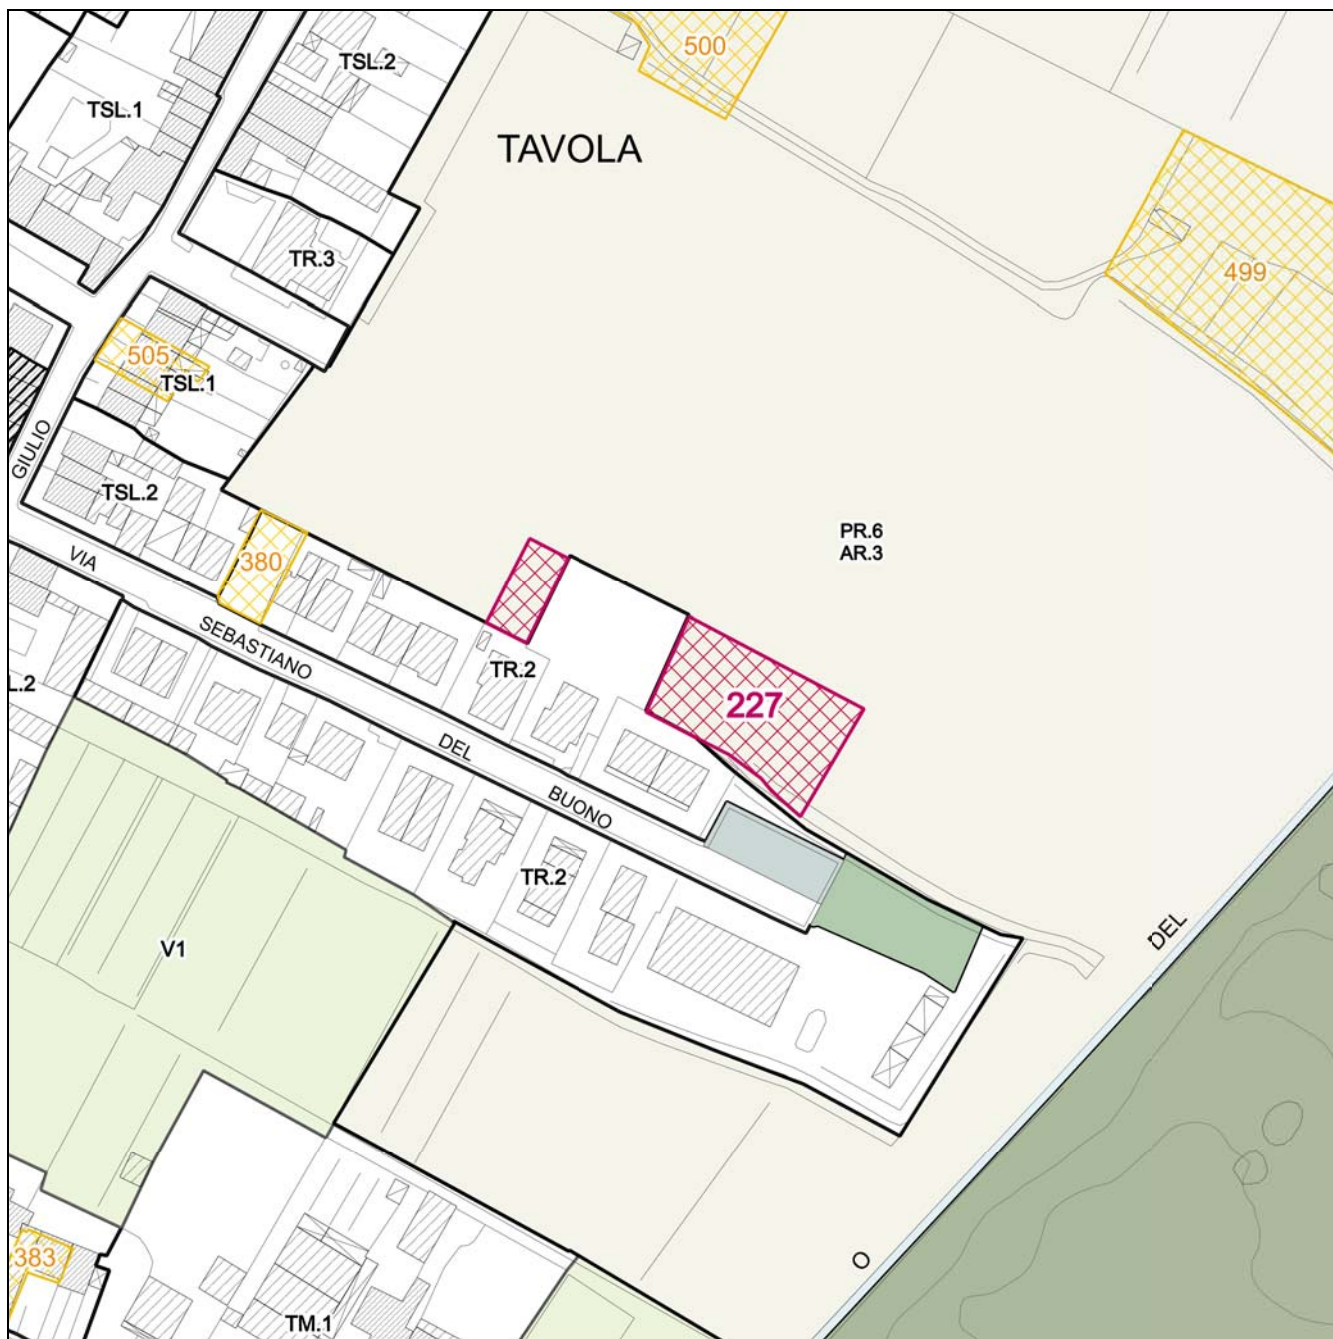 500
TSL.2
TSL.1
TAVOLA
TR.3
499
505
TSL.1
GIULIO
TSL.2
PR.6
AR.3
380
VIA
SEBASTIANO
TR.2
L.2
227
DEL
BUONO
TR.2
DEL
V1
O
383
TM.1